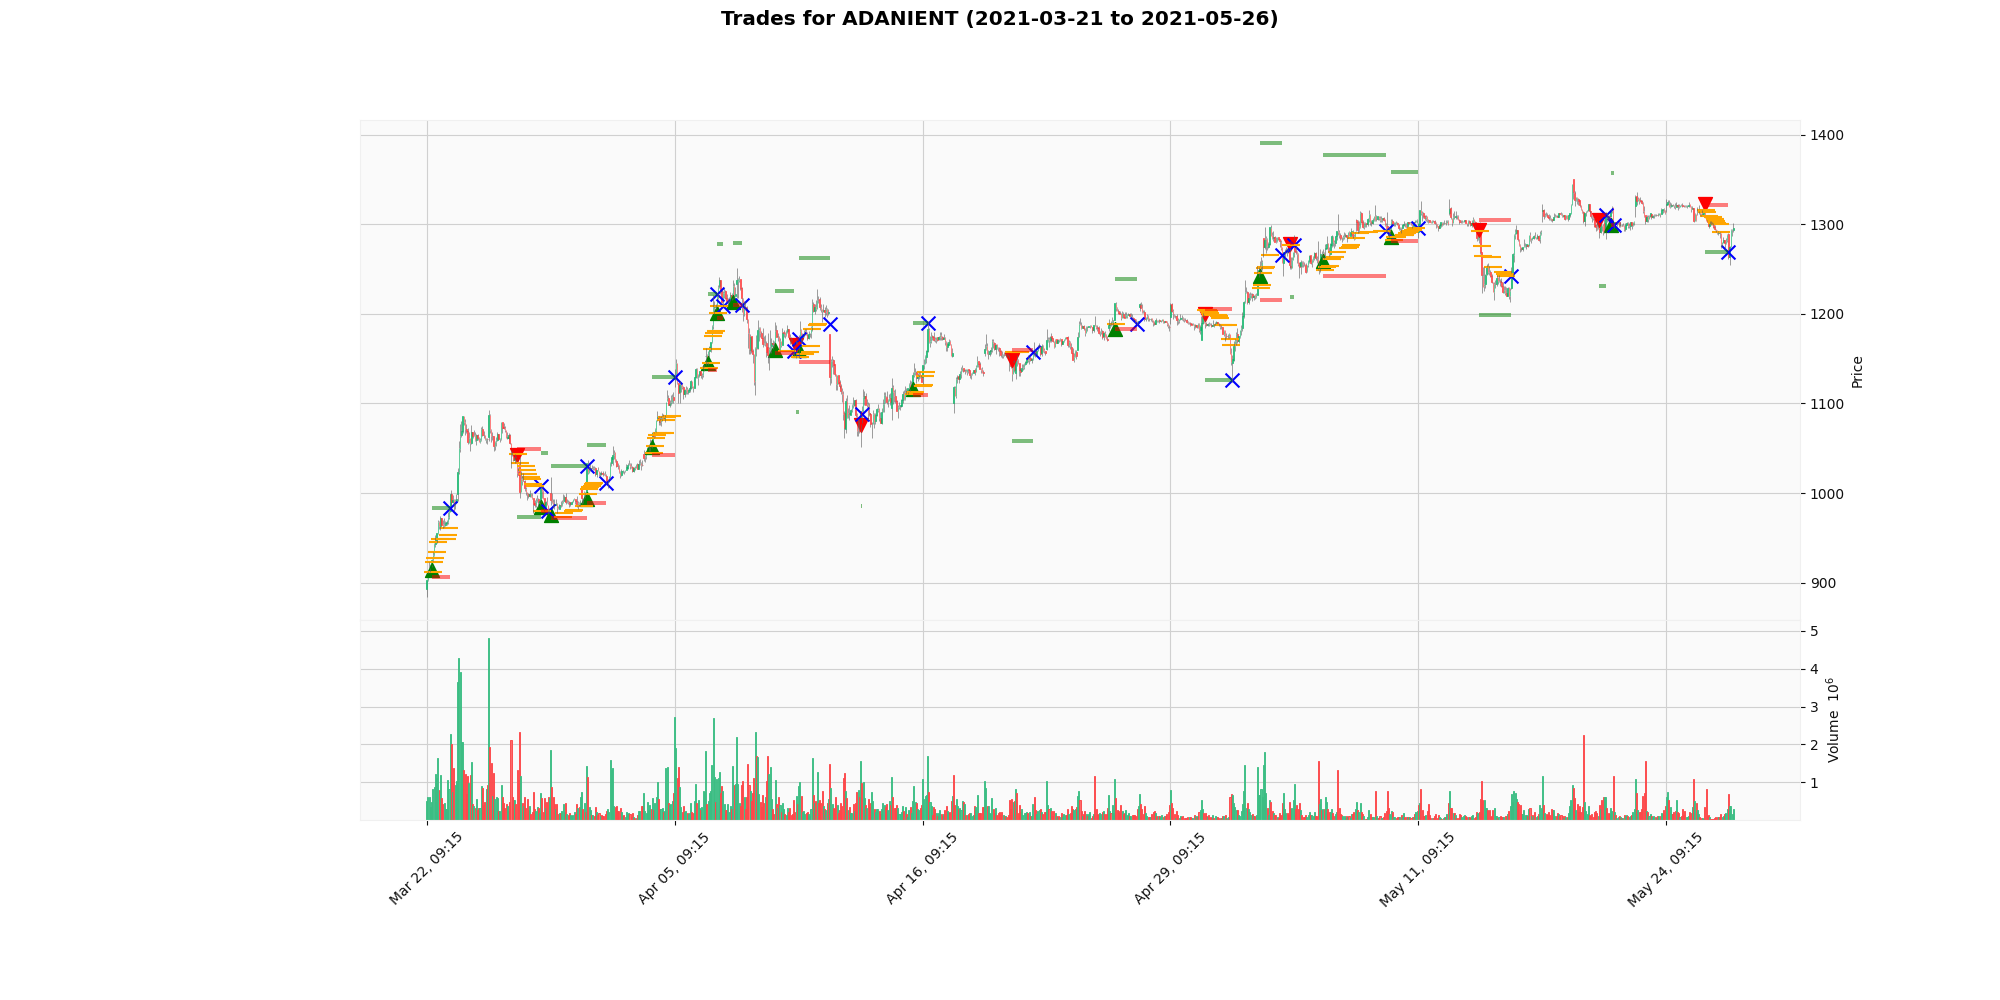 Trades for ADANIENT (2021-03-21 to 2021-05-26)
1400
1300
1200
1100
1000
900
Price
5
4
3
2
1
Volume 10⁶
Mar 22, 09:15
Apr 05, 09:15
Apr 16, 09:15
Apr 29, 09:15
May 11, 09:15
May 24, 09:15